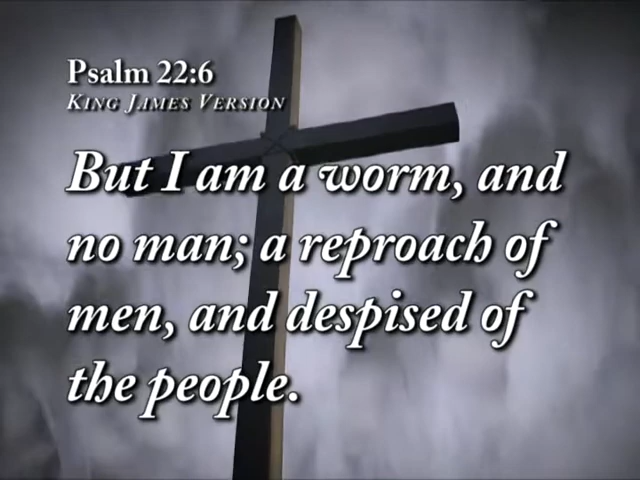 Psalm 22:6
KING JAMES VERSION
But I am a worm, and
no man; a reproach of
men, and despised of
the people.